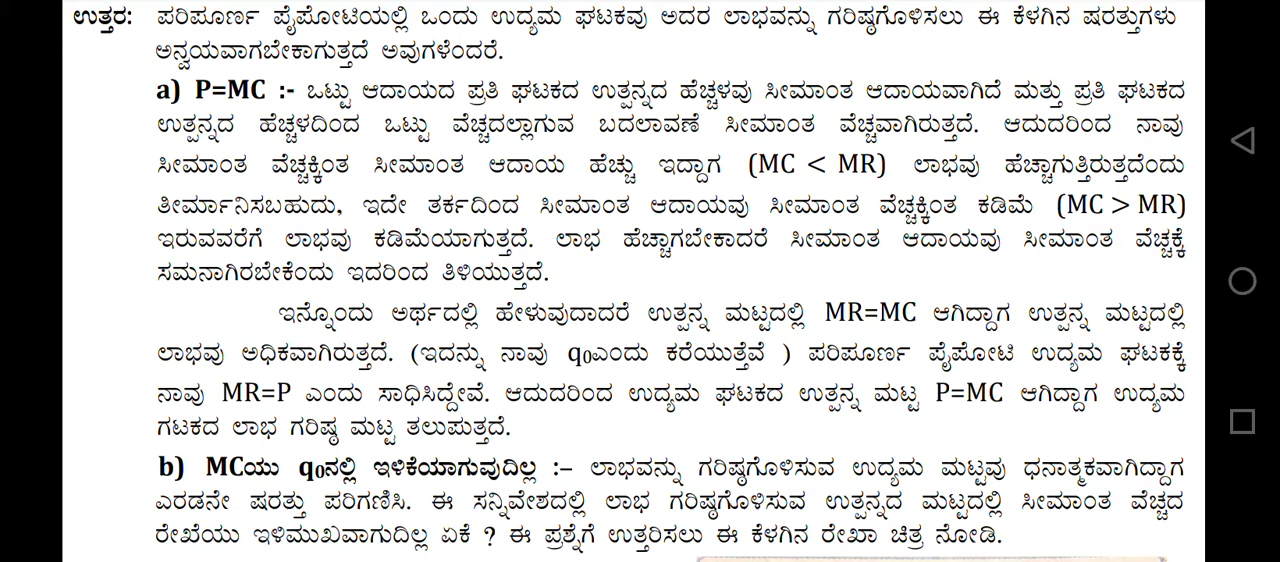 ಉತ್ತರ: ಪರಿಪೂರ್ಣ ಪೈಪೋಟಿಯಲ್ಲಿ ಒಂದು ಉದ್ಯಮ ಘಟಕವು ಅದರ ಲಾಭವನ್ನು ಗರಿಷ್ಠಗೊಳಿಸಲು ಈ ಕೆಳಗಿನ ಷರತ್ತುಗಳು
ಅನ್ವಯವಾಗಬೇಕಾಗುತ್ತದೆ ಅವುಗಳೆಂದರೆ.
a) P=MC :- ಒಟ್ಟು ಆದಾಯದ ಪ್ರತಿ ಘಟಕದ ಉತ್ಪನ್ನದ ಹೆಚ್ಚಳವು ಸೀಮಾಂತ ಆದಾಯವಾಗಿದೆ ಮತ್ತು ಪ್ರತಿ ಘಟಕದ
ಉತ್ಪನ್ನದ ಹೆಚ್ಚಳದಿಂದ ಒಟ್ಟು ವೆಚ್ಚದಲ್ಲಾಗುವ ಬದಲಾವಣೆ ಸೀಮಾಂತ ವೆಚ್ಚವಾಗಿರುತ್ತದೆ. ಆದುದರಿಂದ ನಾವು
ಸೀಮಾಂತ ವೆಚ್ಚಕ್ಕಿಂತ ಸೀಮಾಂತ ಆದಾಯ ಹೆಚ್ಚು ಇದ್ದಾಗ (MC < MR) ಲಾಭವು ಹೆಚ್ಚಾಗುತ್ತಿರುತ್ತದೆಂದು
ತೀರ್ಮಾನಿಸಬಹುದು, ಇದೇ ತರ್ಕದಿಂದ ಸೀಮಾಂತ ಆದಾಯವು ಸೀಮಾಂತ ವೆಚ್ಚಕ್ಕಿಂತ ಕಡಿಮೆ (MC > MR)
ಇರುವವರೆಗೆ ಲಾಭವು ಕಡಿಮೆಯಾಗುತ್ತದೆ. ಲಾಭ ಹೆಚ್ಚಾಗಬೇಕಾದರೆ ಸೀಮಾಂತ ಆದಾಯವು ಸೀಮಾಂತ ವೆಚ್ಚಕ್ಕೆ
ಸಮನಾಗಿರಬೇಕೆಂದು ಇದರಿಂದ ತಿಳಿಯುತ್ತದೆ.
ಇನ್ನೊಂದು ಅರ್ಥದಲ್ಲಿ ಹೇಳುವುದಾದರೆ ಉತ್ಪನ್ನ ಮಟ್ಟದಲ್ಲಿ MR=MC ಆಗಿದ್ದಾಗ ಉತ್ಪನ್ನ ಮಟ್ಟದಲ್ಲಿ
ಲಾಭವು ಅಧಿಕವಾಗಿರುತ್ತದೆ. (ಇದನ್ನು ನಾವು q₀ಎಂದು ಕರೆಯುತ್ತೆವೆ ) ಪರಿಪೂರ್ಣ ಪೈಪೋಟಿ ಉದ್ಯಮ ಘಟಕಕ್ಕೆ
ನಾವು MR=P ಎಂದು ಸಾಧಿಸಿದ್ದೇವೆ. ಆದುದರಿಂದ ಉದ್ಯಮ ಘಟಕದ ಉತ್ಪನ್ನ ಮಟ್ಟ P=MC ಆಗಿದ್ದಾಗ ಉದ್ಯಮ
ಗಟಕದ ಲಾಭ ಗರಿಷ್ಠ ಮಟ್ಟ ತಲುಪುತ್ತದೆ.
b) MCಯು q₀ನಲ್ಲಿ ಇಳಿಕೆಯಾಗುವುದಿಲ್ಲ :– ಲಾಭವನ್ನು ಗರಿಷ್ಠಗೊಳಿಸುವ ಉದ್ಯಮ ಮಟ್ಟವು ಧನಾತ್ಮಕವಾಗಿದ್ದಾಗ
ಎರಡನೇ ಷರತ್ತು ಪರಿಗಣಿಸಿ. ಈ ಸನ್ನಿವೇಶದಲ್ಲಿ ಲಾಭ ಗರಿಷ್ಠಗೊಳಿಸುವ ಉತ್ಪನ್ನದ ಮಟ್ಟದಲ್ಲಿ ಸೀಮಾಂತ ವೆಚ್ಚದ
ರೇಖೆಯು ಇಳಿಮುಖವಾಗುದಿಲ್ಲ ಏಕೆ ? ಈ ಪ್ರಶ್ನೆಗೆ ಉತ್ತರಿಸಲು ಈ ಕೆಳಗಿನ ರೇಖಾ ಚಿತ್ರ ನೋಡಿ.